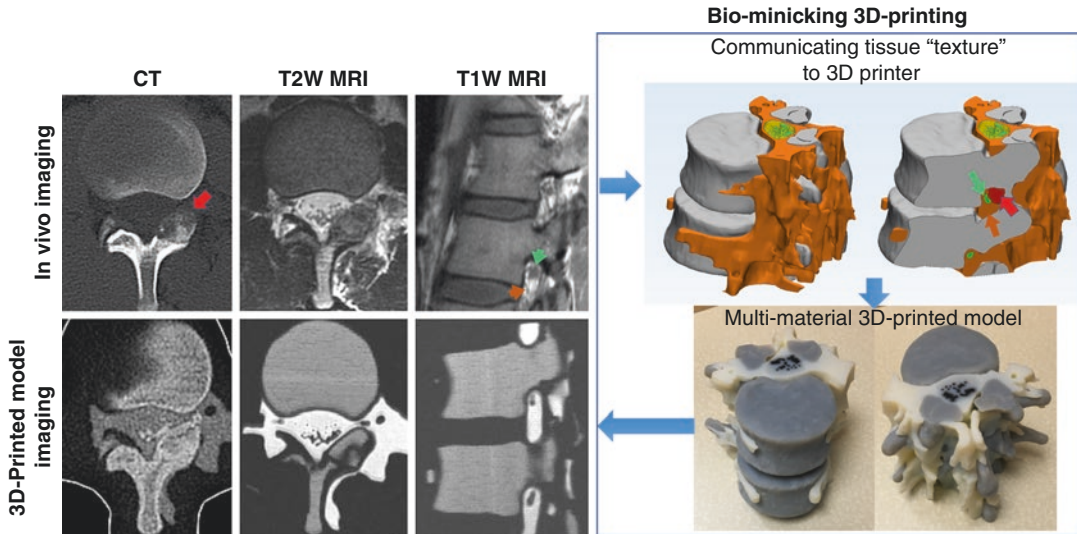 Bio-minicking 3D-printing
Communicating tissue “texture”
to 3D printer
CT
T2W MRI
T1W MRI
In vivo imaging
3D-Printed model
imaging
Multi-material 3D-printed model